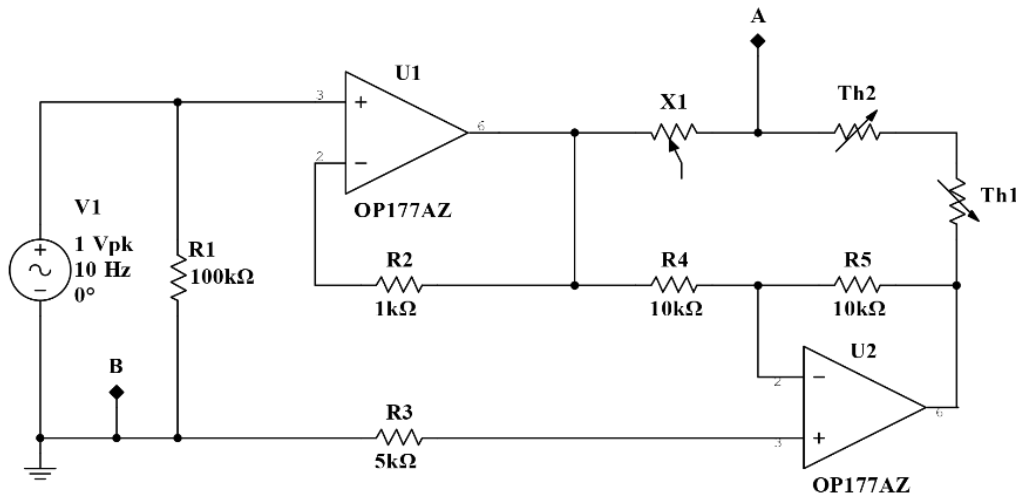 A
U1
X1
Th2
3
+
6
2
−
Th1
OP177AZ
V1
+
1 Vpk
10 Hz
−
0°
R1
100kΩ
R2
1kΩ
R4
10kΩ
R5
10kΩ
U2
B
2
−
6
R3
5kΩ
3
+
OP177AZ